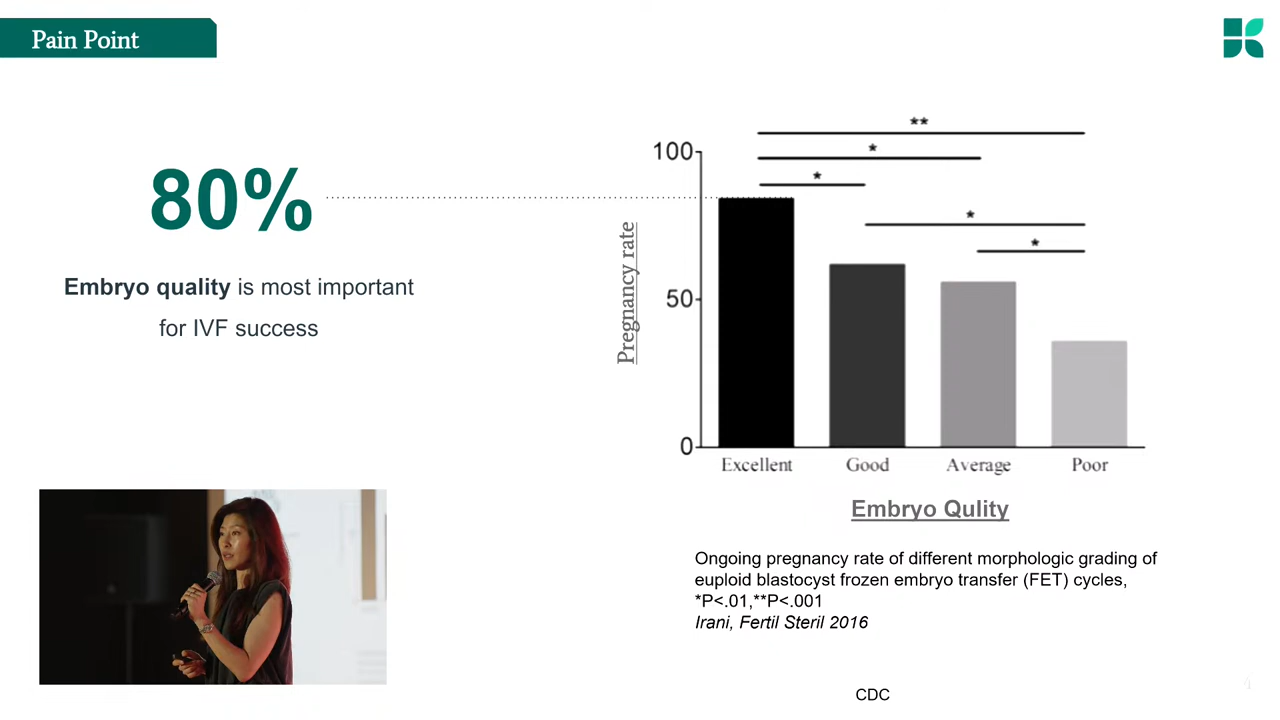 Pain Point
80%
Embryo quality is most important
for IVF success
**
*
*
*
*
100
50
0
Pregnancy rate
Excellent Good Average Poor
Embryo Qulity
Ongoing pregnancy rate of different morphologic grading of
euploid blastocyst frozen embryo transfer (FET) cycles,
*P<.01,**P<.001
Irani, Fertil Steril 2016
CDC
4